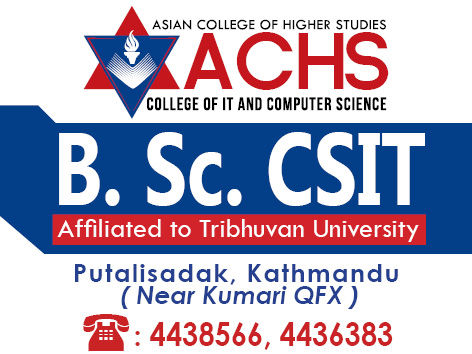 ASIAN COLLEGE OF HIGHER STUDIES
ACHS
COLLEGE OF IT AND COMPUTER SCIENCE
B. Sc. CSIT
Affiliated to Tribhuvan University
Putalisadak, Kathmandu
( Near Kumari QFX )
: 4438566, 4436383